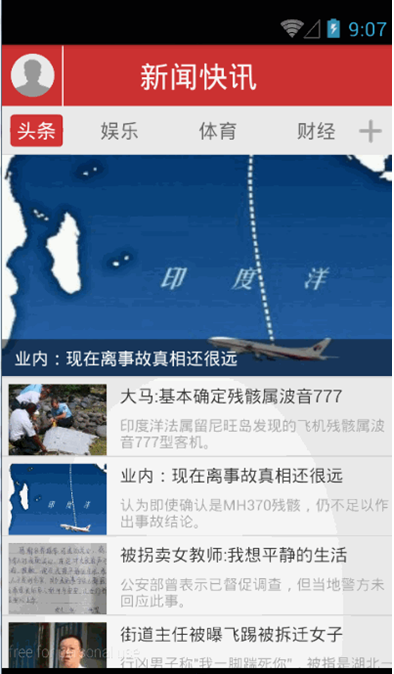 9:07
新闻快讯
头条 娱乐 体育 财经 +
印 度 洋
业内：现在离事故真相还很远
大马:基本确定残骸属波音777
印度洋法属留尼旺岛发现的飞机残骸属波
音777型客机。
印 度 洋
业内：现在离事故真相还很远
认为即使确认是MH370残骸，仍不足以作
出事故结论。
被拐卖女教师:我想平静的生活
公安部曾表示已督促调查，但当地警方未
回应此事。
街道主任被曝飞踢被拆迁女子
行凶男子称"我一脚踹死你"，被指是湖北一
free for personal use